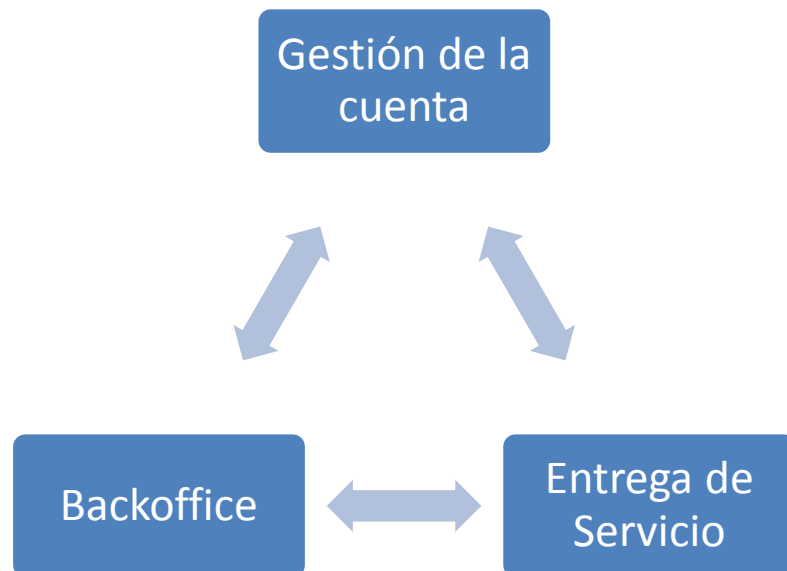 Gestión de la
cuenta
Backoffice
Entrega de
Servicio